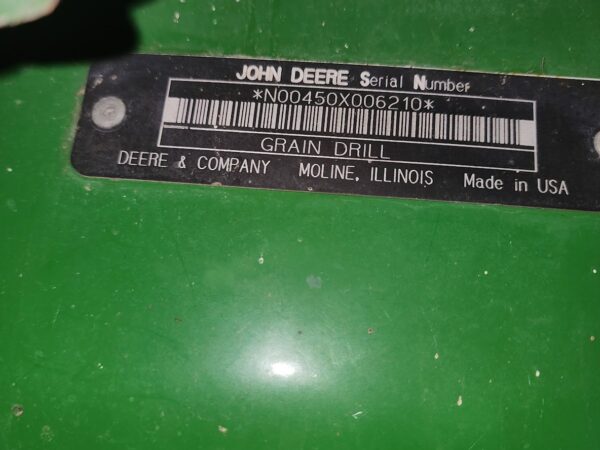 JOHN DEERE Serial Number
*N00450X006210*
GRAIN DRILL
DEERE & COMPANY MOLINE, ILLINOIS Made in USA